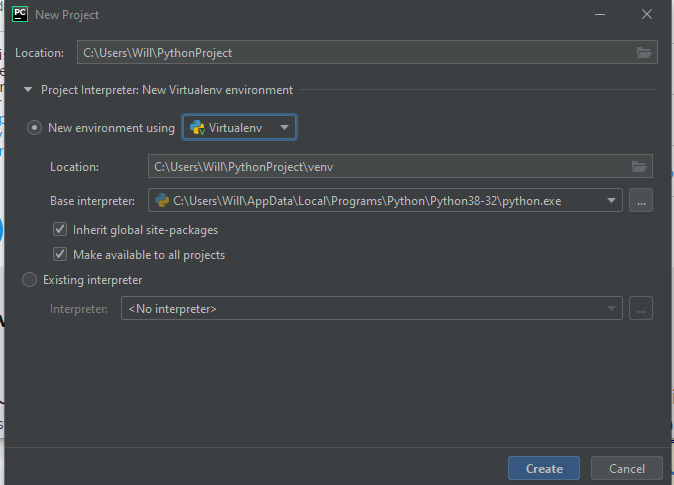 PC New Project
Location: C:\Users\Will\PythonProject
Project Interpreter: New Virtualenv environment
New environment using Virtualenv
Location: C:\Users\Will\PythonProject\venv
Base interpreter: C:\Users\Will\AppData\Local\Programs\Python\Python38-32\python.exe ...
Inherit global site-packages
Make available to all projects
Existing interpreter
Interpreter: <No interpreter> ...
Create Cancel